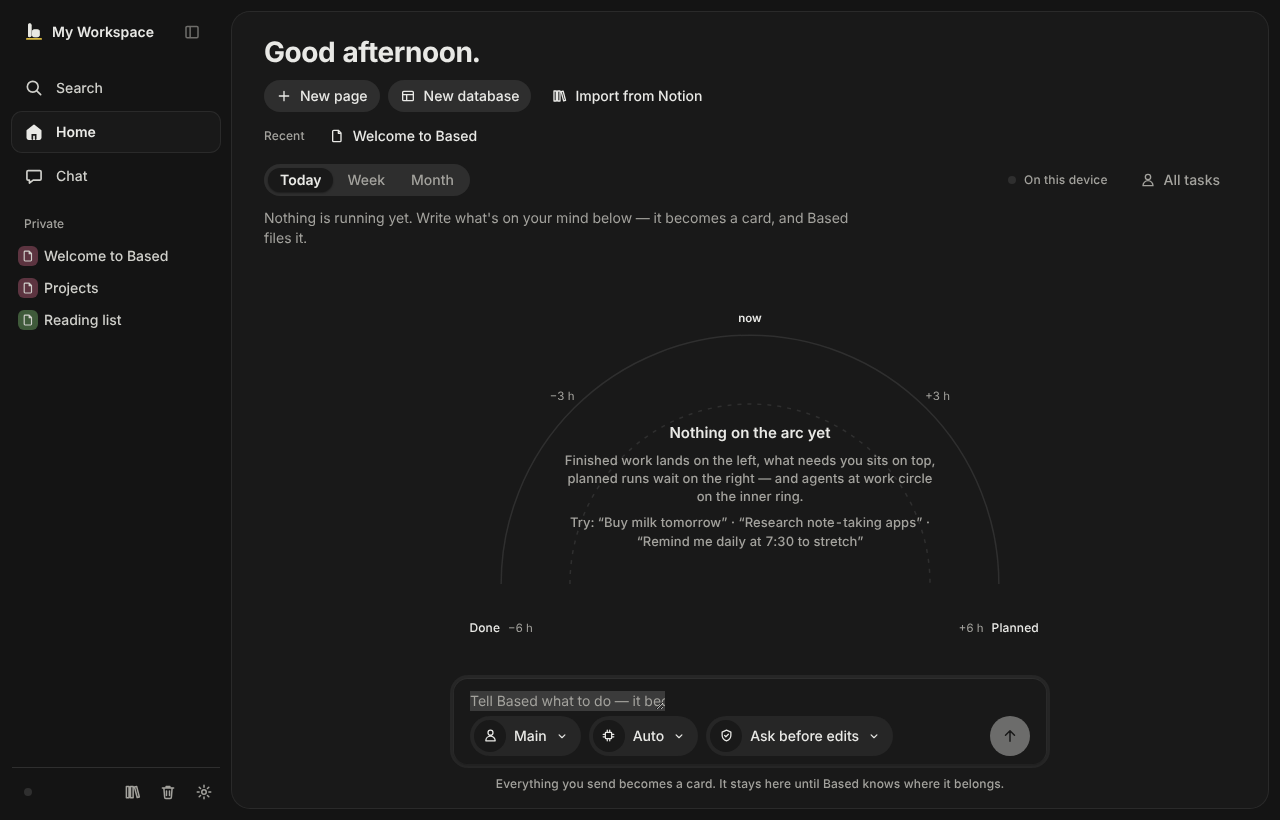 My Workspace
Search
Home
Chat
Private
Welcome to Based
Projects
Reading list
Good afternoon.
New page
New database
Import from Notion
Recent
Welcome to Based
Today
Week
Month
On this device
All tasks
Nothing is running yet. Write what's on your mind below — it becomes a card, and Based
files it.
now
−3 h
+3 h
Nothing on the arc yet
Finished work lands on the left, what needs you sits on top,
planned runs wait on the right — and agents at work circle
on the inner ring.
Try: “Buy milk tomorrow” · “Research note-taking apps” ·
“Remind me daily at 7:30 to stretch”
Done −6 h
+6 h Planned
Tell Based what to do — it
Main
Auto
Ask before edits
Everything you send becomes a card. It stays here until Based knows where it belongs.